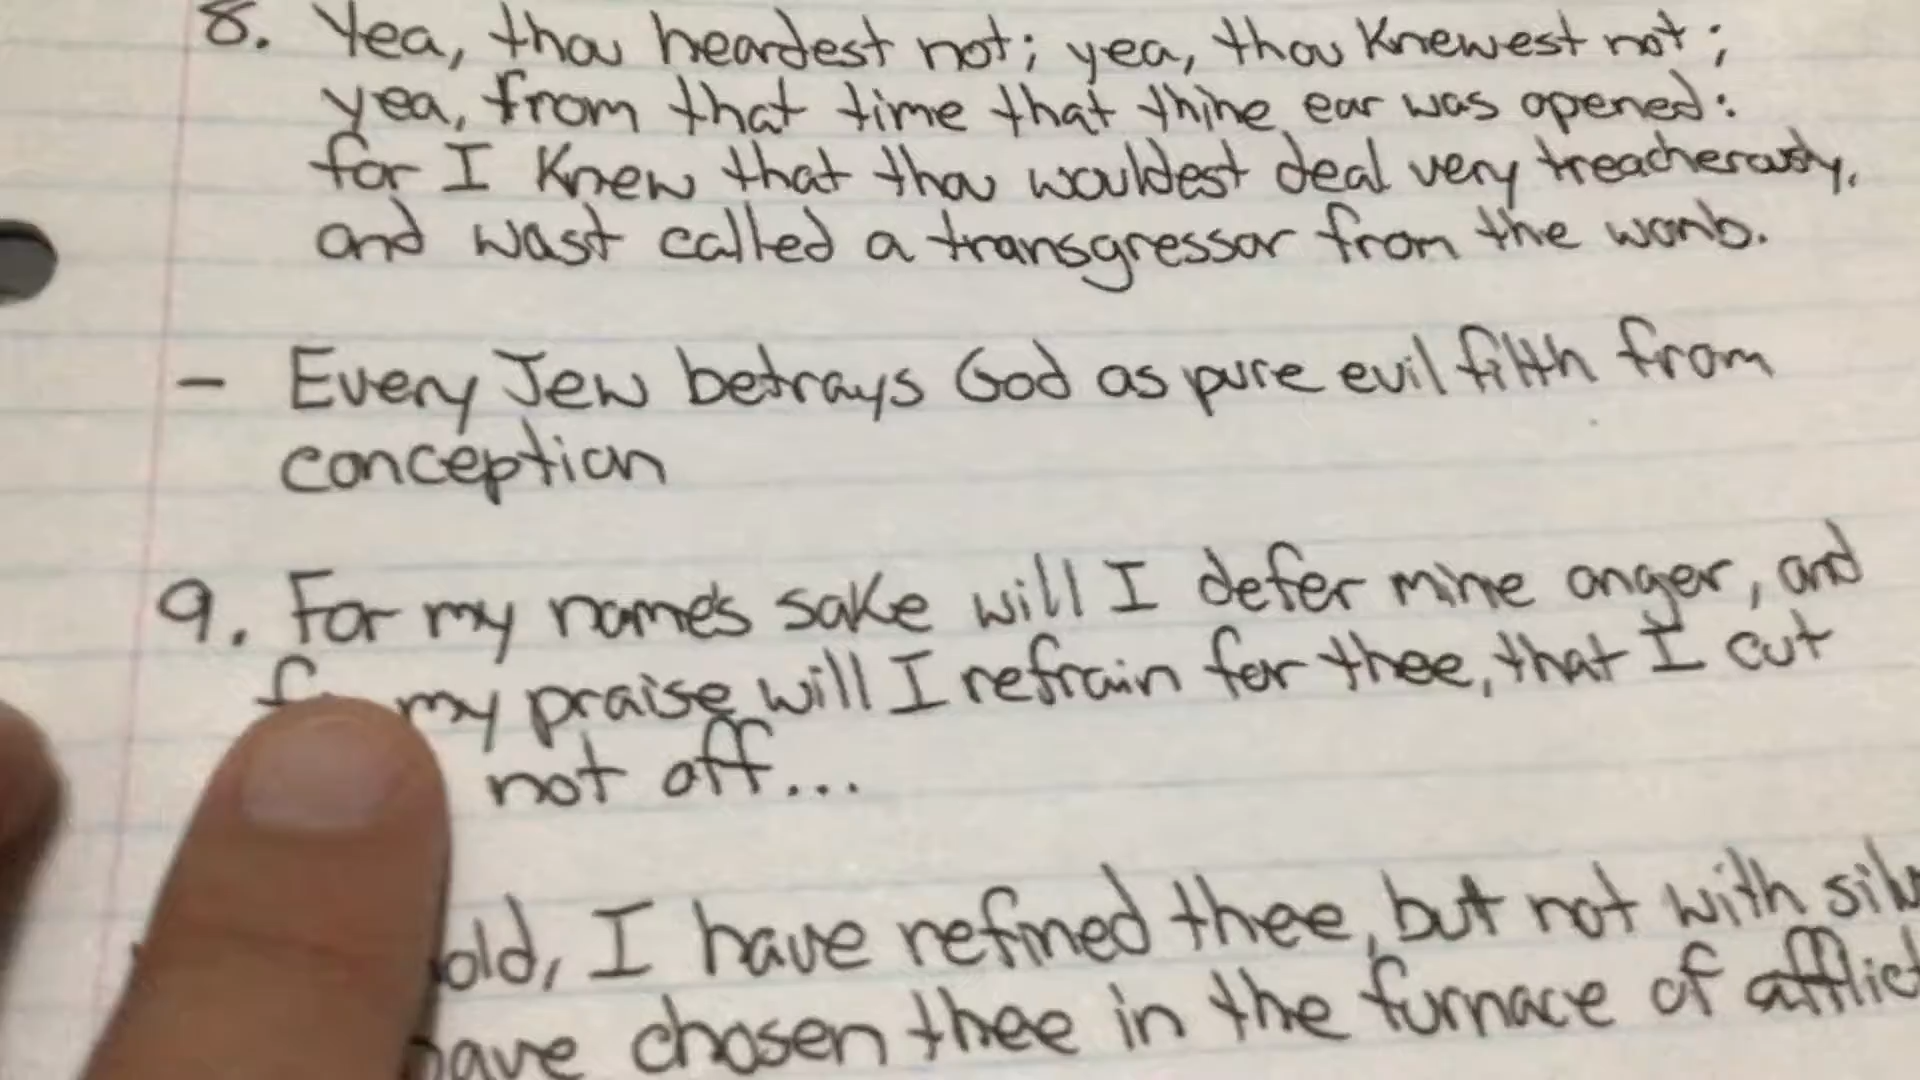 8. Yea, thou heardest not; yea, thou Knewest not;
yea, from that time that thine ear was opened:
for I Knew that thou wouldest deal very treacherously,
and wast called a transgressor from the womb.
- Every Jew betrays God as pure evil filth from
conception
9. For my name's sake will I defer mine anger, and
my praise will I refrain for thee, that I cut
not off...
old, I have refined thee, but not with
have chosen thee in the furnace of